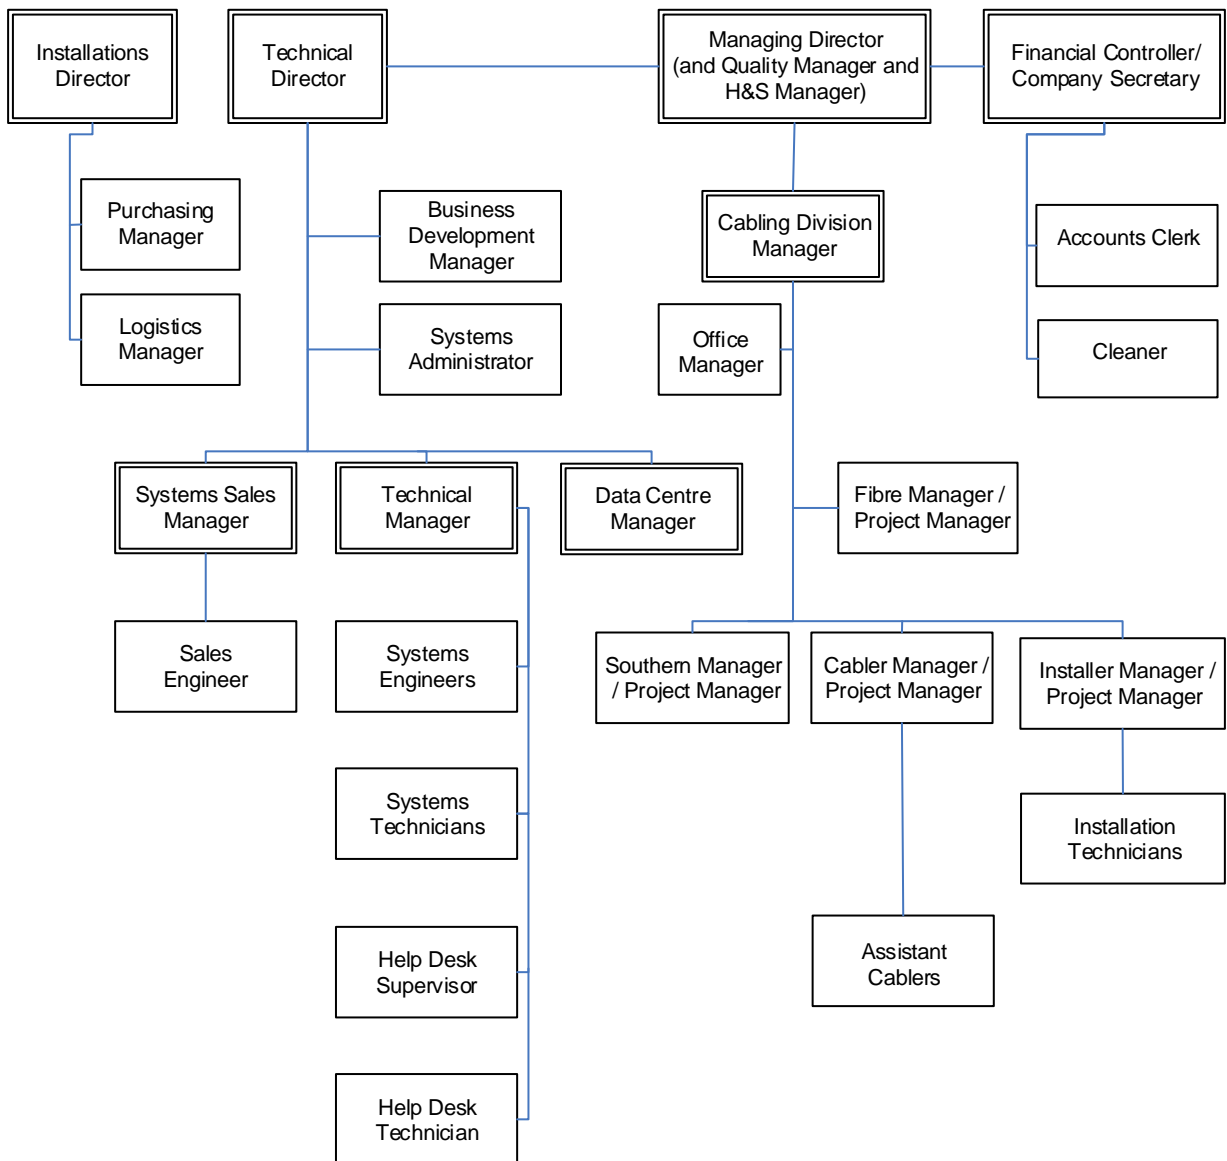 Installations
Director
Technical
Director
Managing Director
(and Quality Manager and
H&S Manager)
Financial Controller/
Company Secretary
Purchasing
Manager
Business
Development
Manager
Cabling Division
Manager
Accounts Clerk
Logistics
Manager
Systems
Administrator
Office
Manager
Cleaner
Systems Sales
Manager
Technical
Manager
Data Centre
Manager
Fibre Manager /
Project Manager
Sales
Engineer
Systems
Engineers
Southern Manager
/ Project Manager
Cabler Manager /
Project Manager
Installer Manager /
Project Manager
Systems
Technicians
Installation
Technicians
Help Desk
Supervisor
Assistant
Cablers
Help Desk
Technician